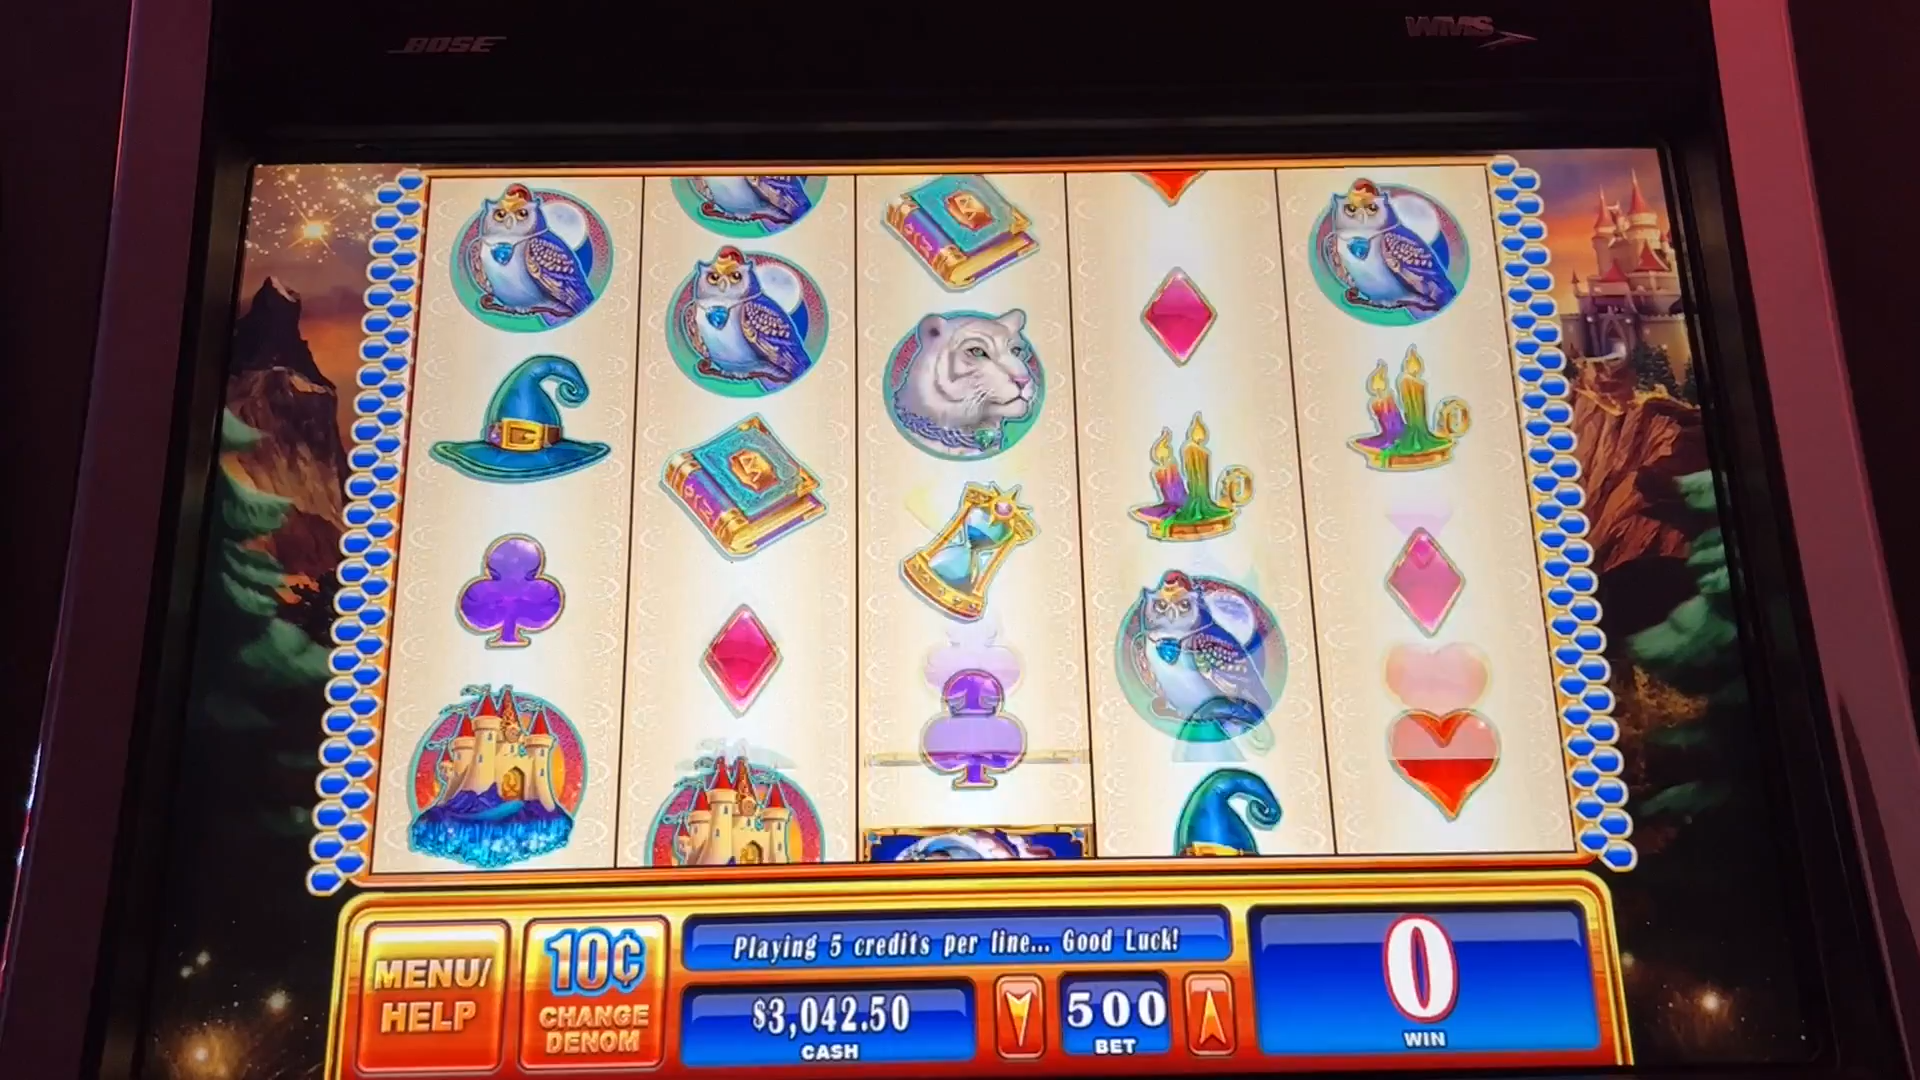 BOSE
WMS
MENU/
HELP
10¢
CHANGE
DENOM
Playing 5 credits per line... Good Luck!
$3,042.50
CASH
500
BET
0
WIN